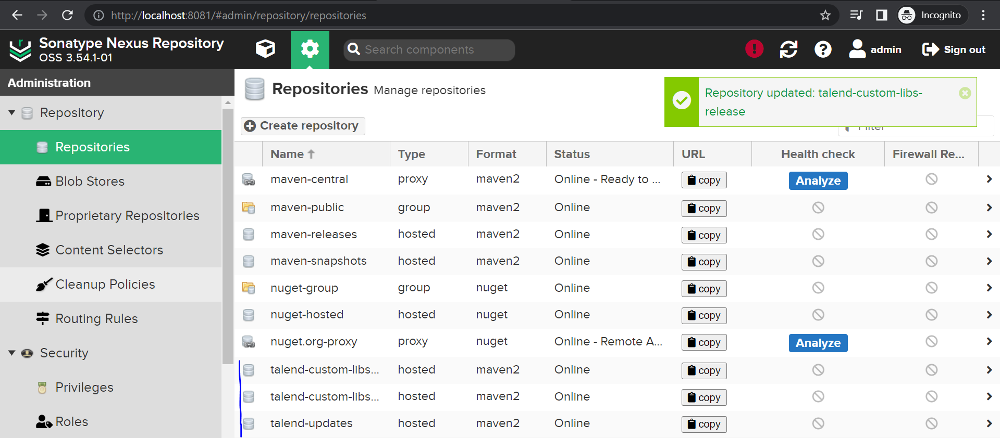 http://localhost:8081/#admin/repository/repositories
Incognito
Sonatype Nexus Repository
OSS 3.54.1-01
Search components
admin
Sign out
Administration
Repository
Repositories
Blob Stores
Proprietary Repositories
Content Selectors
Cleanup Policies
Routing Rules
Security
Privileges
Roles
Repositories Manage repositories
Repository updated: talend-custom-libs-
release
Create repository
Filter
Name Type Format Status URL Health check Firewall Re...
maven-central proxy maven2 Online - Ready to ... copy Analyze
maven-public group maven2 Online copy
maven-releases hosted maven2 Online copy
maven-snapshots hosted maven2 Online copy
nuget-group group nuget Online copy
nuget-hosted hosted nuget Online copy
nuget.org-proxy proxy nuget Online - Remote A... copy Analyze
talend-custom-libs... hosted maven2 Online copy
talend-custom-libs... hosted maven2 Online copy
talend-updates hosted maven2 Online copy